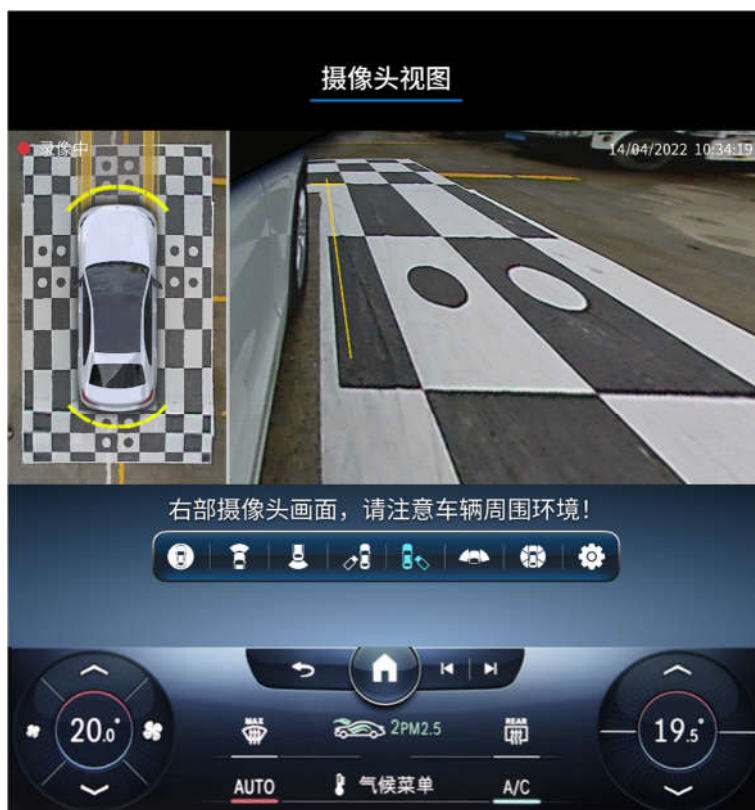 摄像头视图
录像中
14/04/2022 10:34:19
右部摄像头画面，请注意车辆周围环境！
20.0°
MAX
2PM2.5
REAR
19.5°
AUTO
气候菜单
A/C